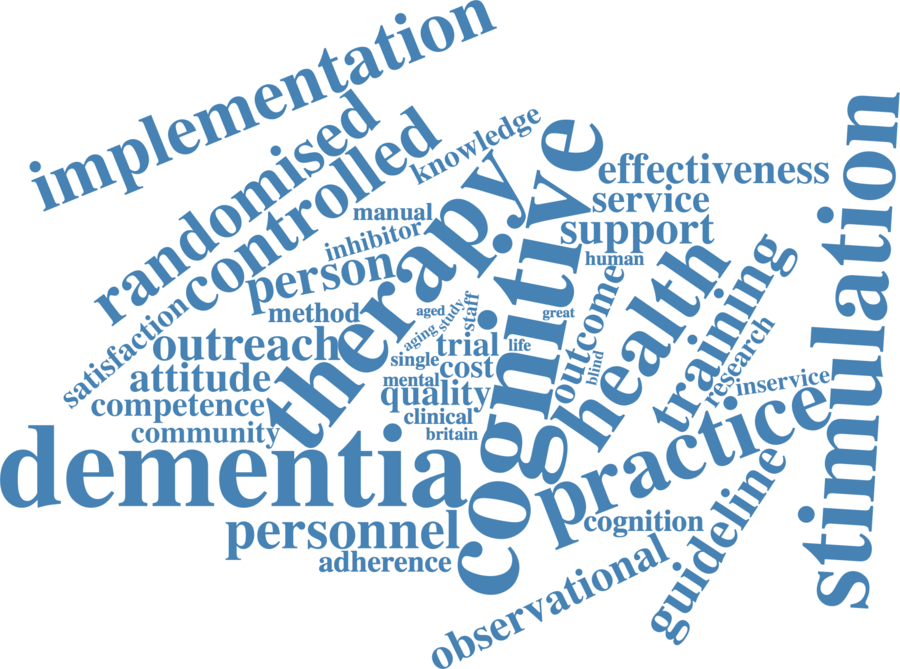 implementation
randomised
controlled
knowledge
therapy
cognitive
effectiveness
service
support
human
stimulation
manual
inhibitor
person
method
satisfaction
outreach
attitude
competence
community
aged
study
aging
staff
great
trial
life
single
cost
mental
quality
clinical
britain
outcome
blind
health
training
research
inservice
practice
dementia
personnel
adherence
cognition
guideline
observational